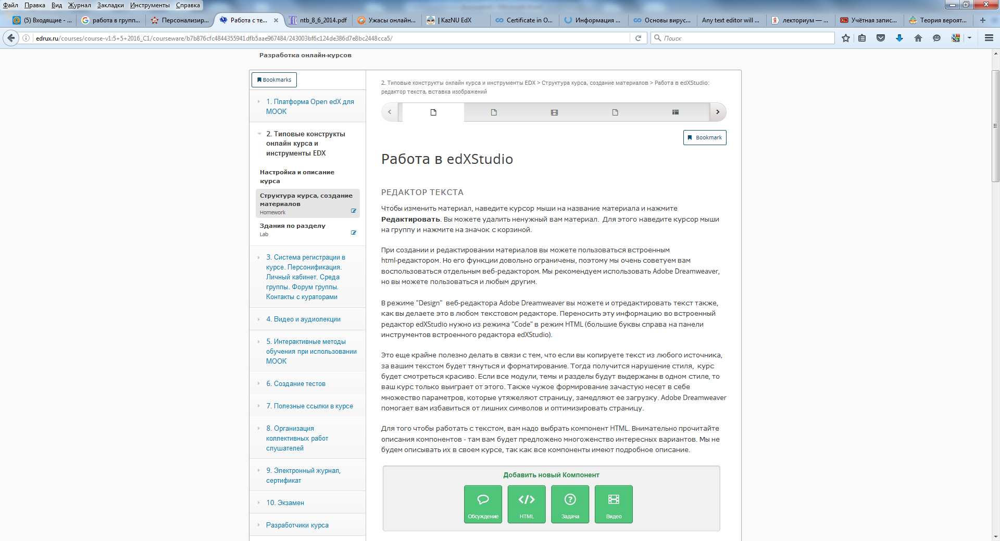 Файл Правка Вид Журнал Закладки Инструменты Справка
(5) Входящие - ...
работа в групп...
Персонализир...
Работа с те...
ntb_8_6_2014.pdf
Ужасы онлайн...
| KazNU EdX
Certificate in O...
Информация ...
Основы вирус...
Any text editor will ...
лекториум — ...
Учётная запис...
Теория вероят...
edrux.ru/courses/course-v1:5+5+2016_C1/courseware/b7b876cfc4844355941dfb5aae967484/243003bf6c124de386d7e8bc2448cca5/
Поиск
Разработка онлайн-курсов
Bookmarks
1. Платформа Open edX для
МООК
2. Типовые конструкты
онлайн курса и
инструменты EDX
Настройка и описание
курса
Структура курса, создание
материалов
Homework
Здания по разделу
Lab
3. Система регистрации в
курсе. Персонификация.
Личный кабинет. Среда
группы. Форум группы.
Контакты с кураторами
4. Видео и аудиолекции
5. Интерактивные методы
обучения при использовании
МООК
6. Создание тестов
7. Полезные ссылки в курсе
8. Организация
коллективных работ
слушателей
9. Электронный журнал,
сертификат
10. Экзамен
Разработчики курса
2. Типовые конструкты онлайн курса и инструменты EDX > Структура курса, создание материалов > Работа в edXStudio:
редактор текста, вставка изображений
Bookmark
Работа в edXStudio
РЕДАКТОР ТЕКСТА
Чтобы изменить материал, наведите курсор мыши на название материала и нажмите
Редактировать. Вы можете удалить ненужный вам материал. Для этого наведите курсор мыши
на группу и нажмите на значок с корзиной.
При создании и редактировании материалов вы можете пользоваться встроенным
html-редактором. Но его функции довольно ограничены, поэтому мы очень советуем вам
воспользоваться отдельным веб-редактором. Мы рекомендуем использовать Adobe Dreamweaver,
но вы можете пользоваться и любым другим.
В режиме "Design" веб-редактора Adobe Dreamweaver вы можете и отредактировать текст также,
как вы делаете это в любом текстовом редакторе. Переносить эту информацию во встроенный
редактор edXStudio нужно из режима "Code" в режим HTML (большие буквы справа на панели
инструментов встроенного редактора edXStudio).
Это еще крайне полезно делать в связи с тем, что если вы копируете текст из любого источника,
за вашим текстом будет тянуться и форматирование. Тогда получится нарушение стиля, курс
будет смотреться красиво. Если все модули, темы и разделы будут выдержаны в одном стиле, то
ваш курс только выиграет от этого. Также чужое формирование зачастую несет в себе
множество параметров, которые утяжеляют страницу, замедляют ее загрузку. Adobe Dreamweaver
помогает вам избавиться от лишних символов и оптимизировать страницу.
Для того чтобы работать с текстом, вам надо выбрать компонент HTML. Внимательно прочитайте
описания компонентов - там вам будет предложено многоженство интересных вариантов. Мы не
будем описывать их в своем курсе, так как все компоненты имеют подробное описание.
Добавить новый Компонент
Обсуждение
HTML
Задача
Видео